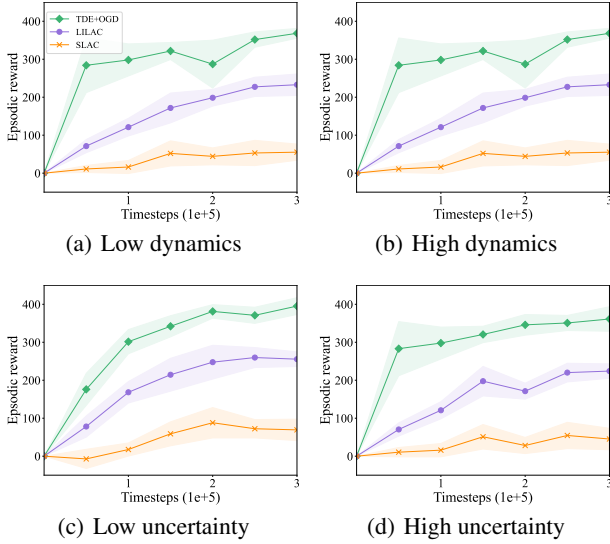 TDE+OGD
LILAC
SLAC
Epsodic reward
400
300
200
100
0
1
2
3
Timesteps (1e+5)
(a) Low dynamics
Epsodic reward
400
300
200
100
0
1
2
3
Timesteps (1e+5)
(b) High dynamics
Epsodic reward
400
300
200
100
0
1
2
3
Timesteps (1e+5)
(c) Low uncertainty
Epsodic reward
400
300
200
100
0
1
2
3
Timesteps (1e+5)
(d) High uncertainty